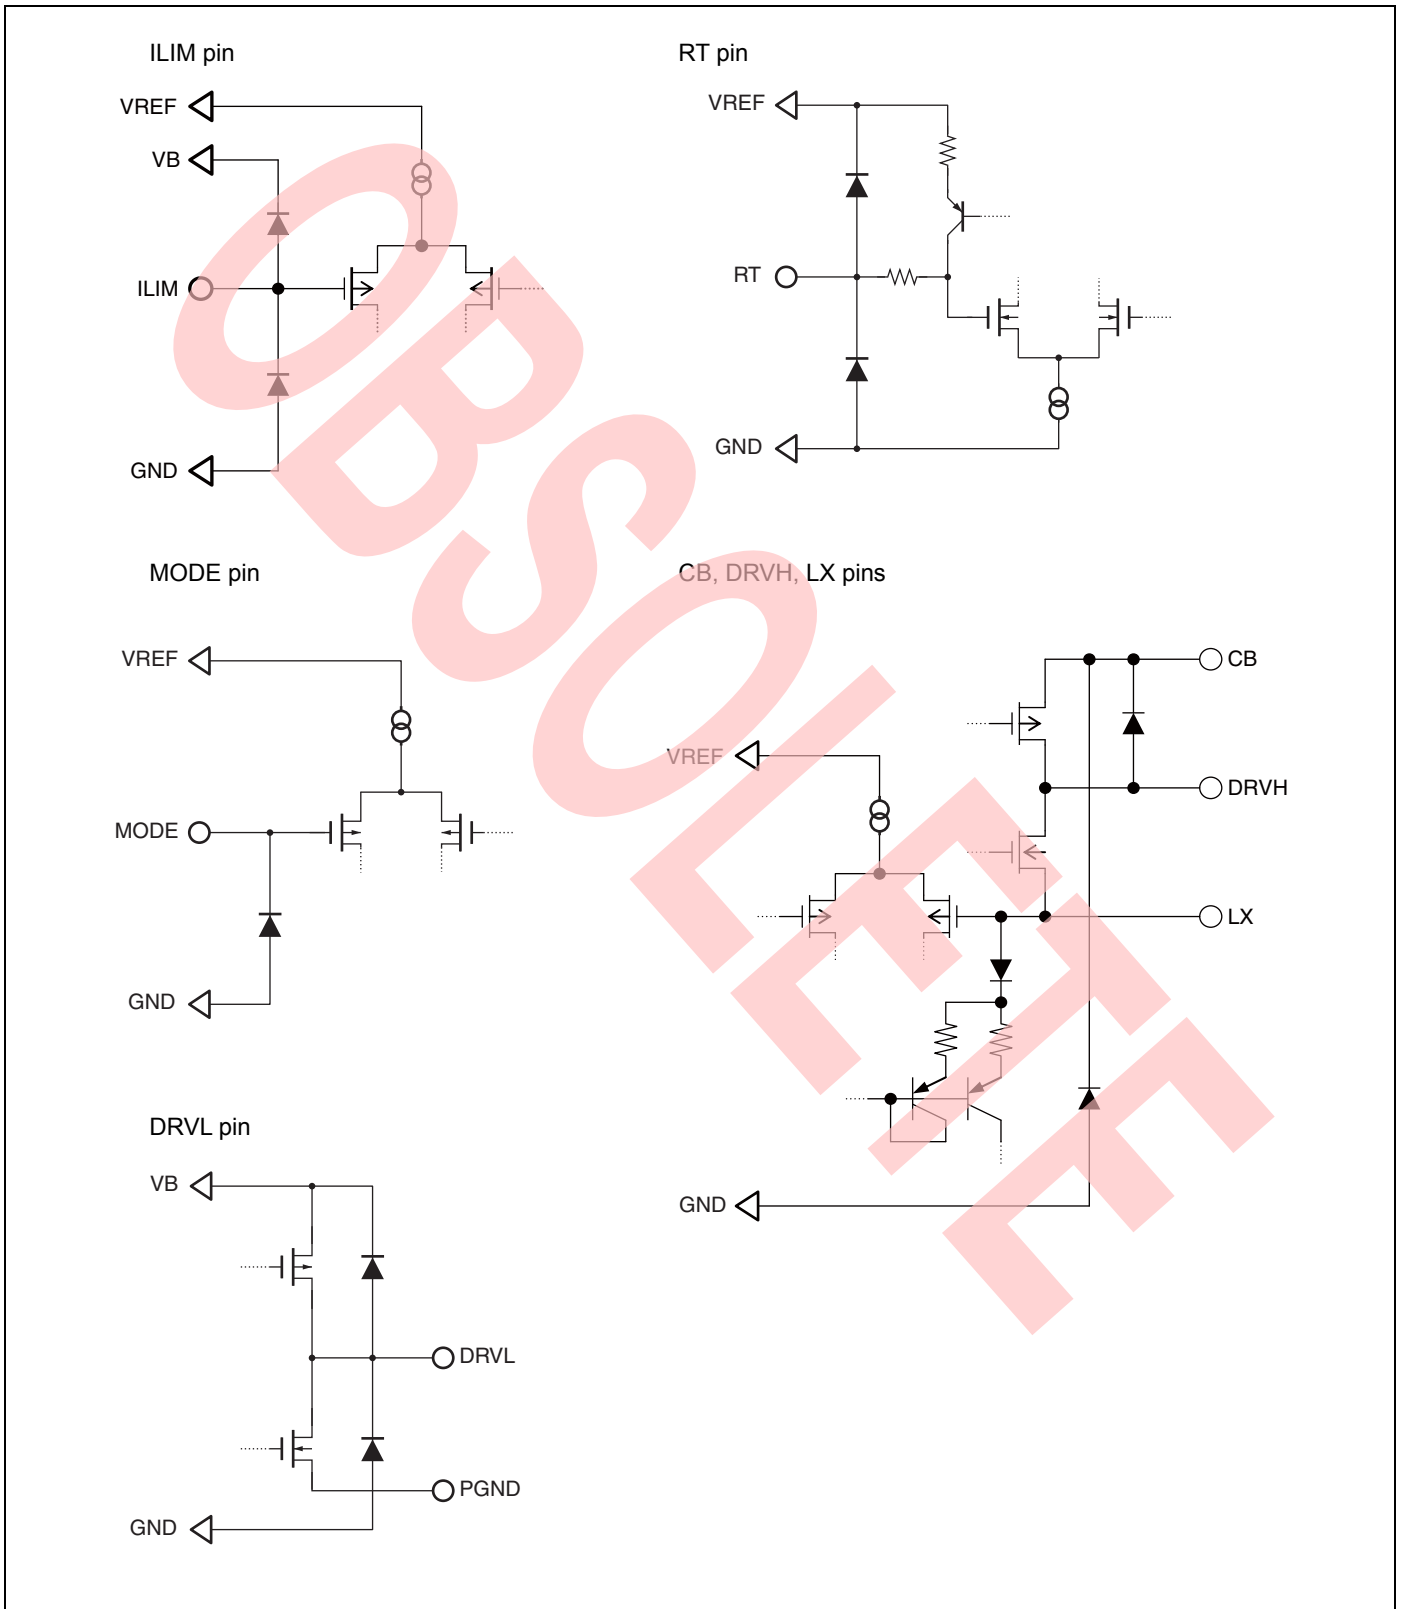 ILIM pin
VREF
VB
ILIM
GND
RT pin
VREF
RT
GND
MODE pin
VREF
MODE
GND
CB, DRVH, LX pins
CB
VREF
DRVH
LX
GND
DRVL pin
VB
DRVL
PGND
GND
OBSOLETE